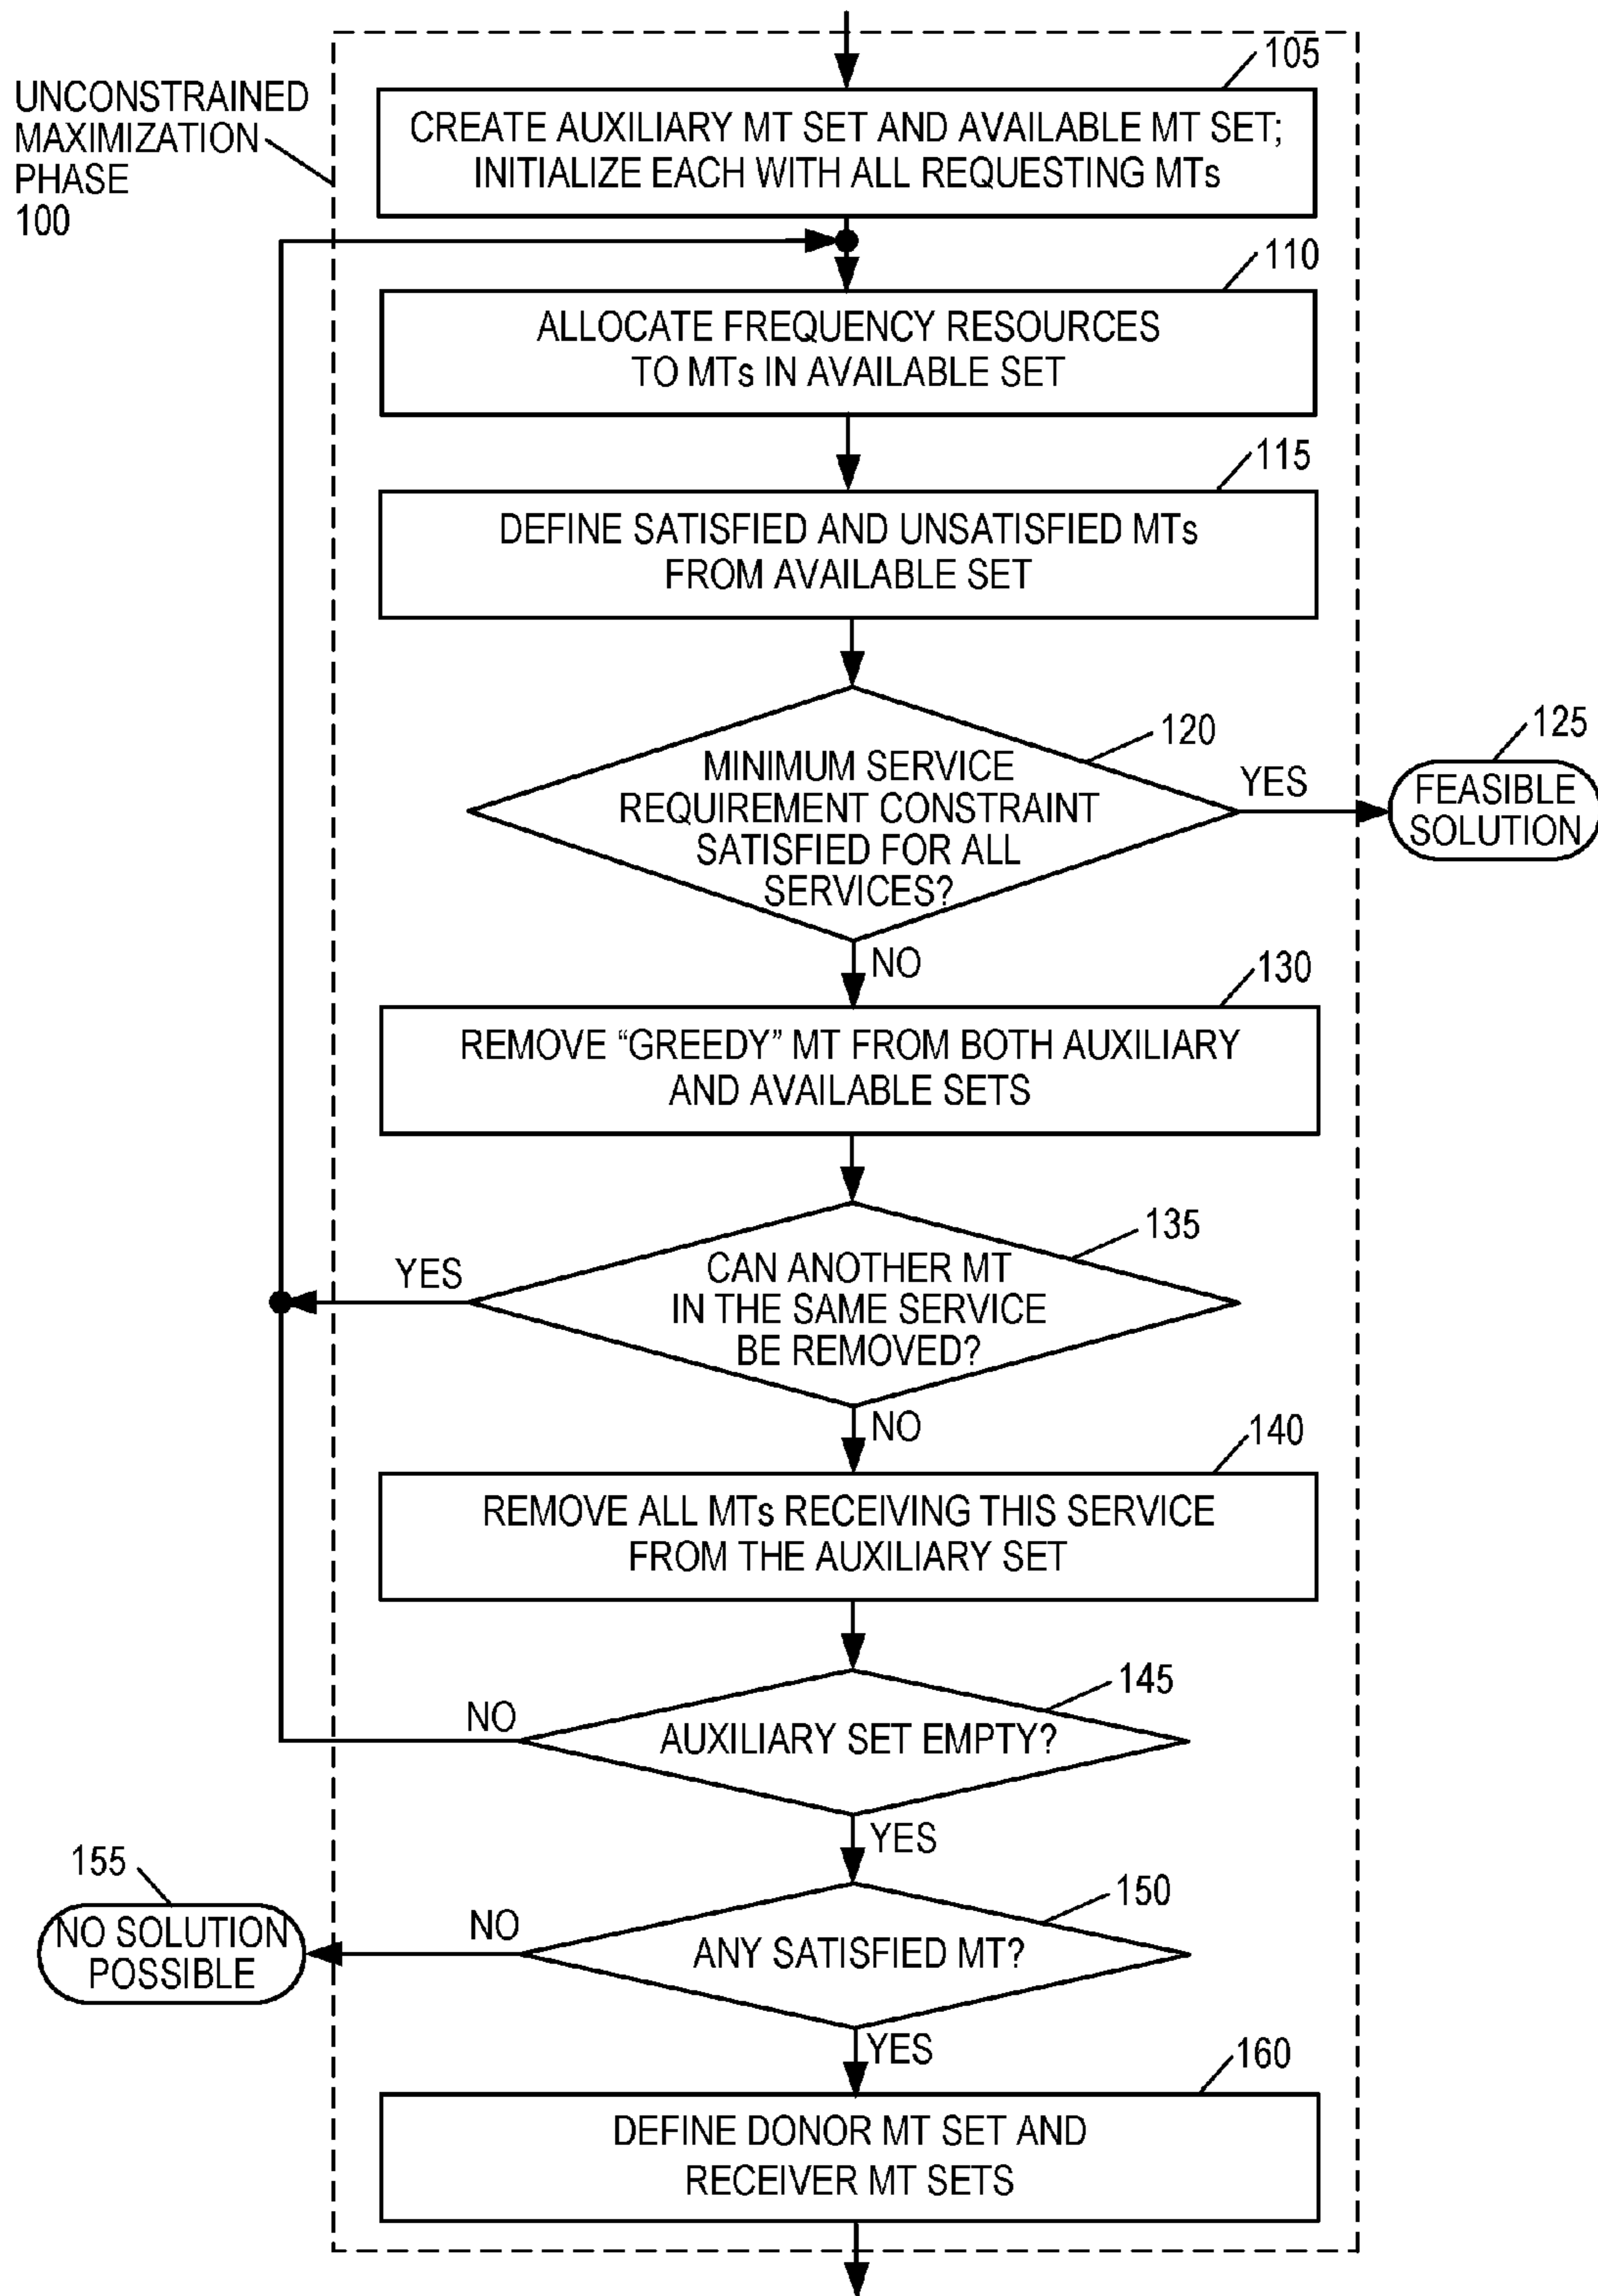 UNCONSTRAINED
MAXIMIZATION
PHASE
100
105
CREATE AUXILIARY MT SET AND AVAILABLE MT SET;
INITIALIZE EACH WITH ALL REQUESTING MTs
110
ALLOCATE FREQUENCY RESOURCES
TO MTs IN AVAILABLE SET
115
DEFINE SATISFIED AND UNSATISFIED MTs
FROM AVAILABLE SET
120
MINIMUM SERVICE
REQUIREMENT CONSTRAINT
SATISFIED FOR ALL
SERVICES?
YES
125
FEASIBLE
SOLUTION
NO
130
REMOVE “GREEDY” MT FROM BOTH AUXILIARY
AND AVAILABLE SETS
135
CAN ANOTHER MT
IN THE SAME SERVICE
BE REMOVED?
YES
NO
140
REMOVE ALL MTs RECEIVING THIS SERVICE
FROM THE AUXILIARY SET
145
AUXILIARY SET EMPTY?
NO
YES
150
ANY SATISFIED MT?
NO
155
NO SOLUTION
POSSIBLE
YES
160
DEFINE DONOR MT SET AND
RECEIVER MT SETS